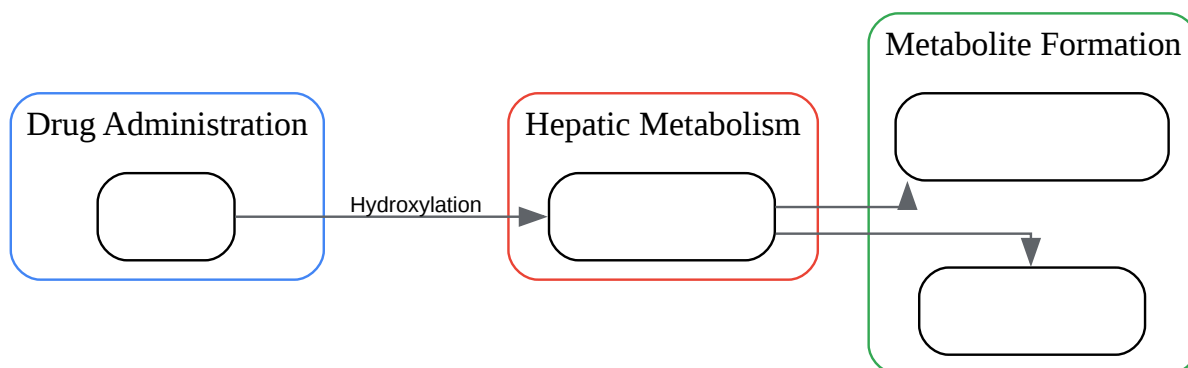 Metabolite Formation
Drug Administration
Hepatic Metabolism
Hydroxylation